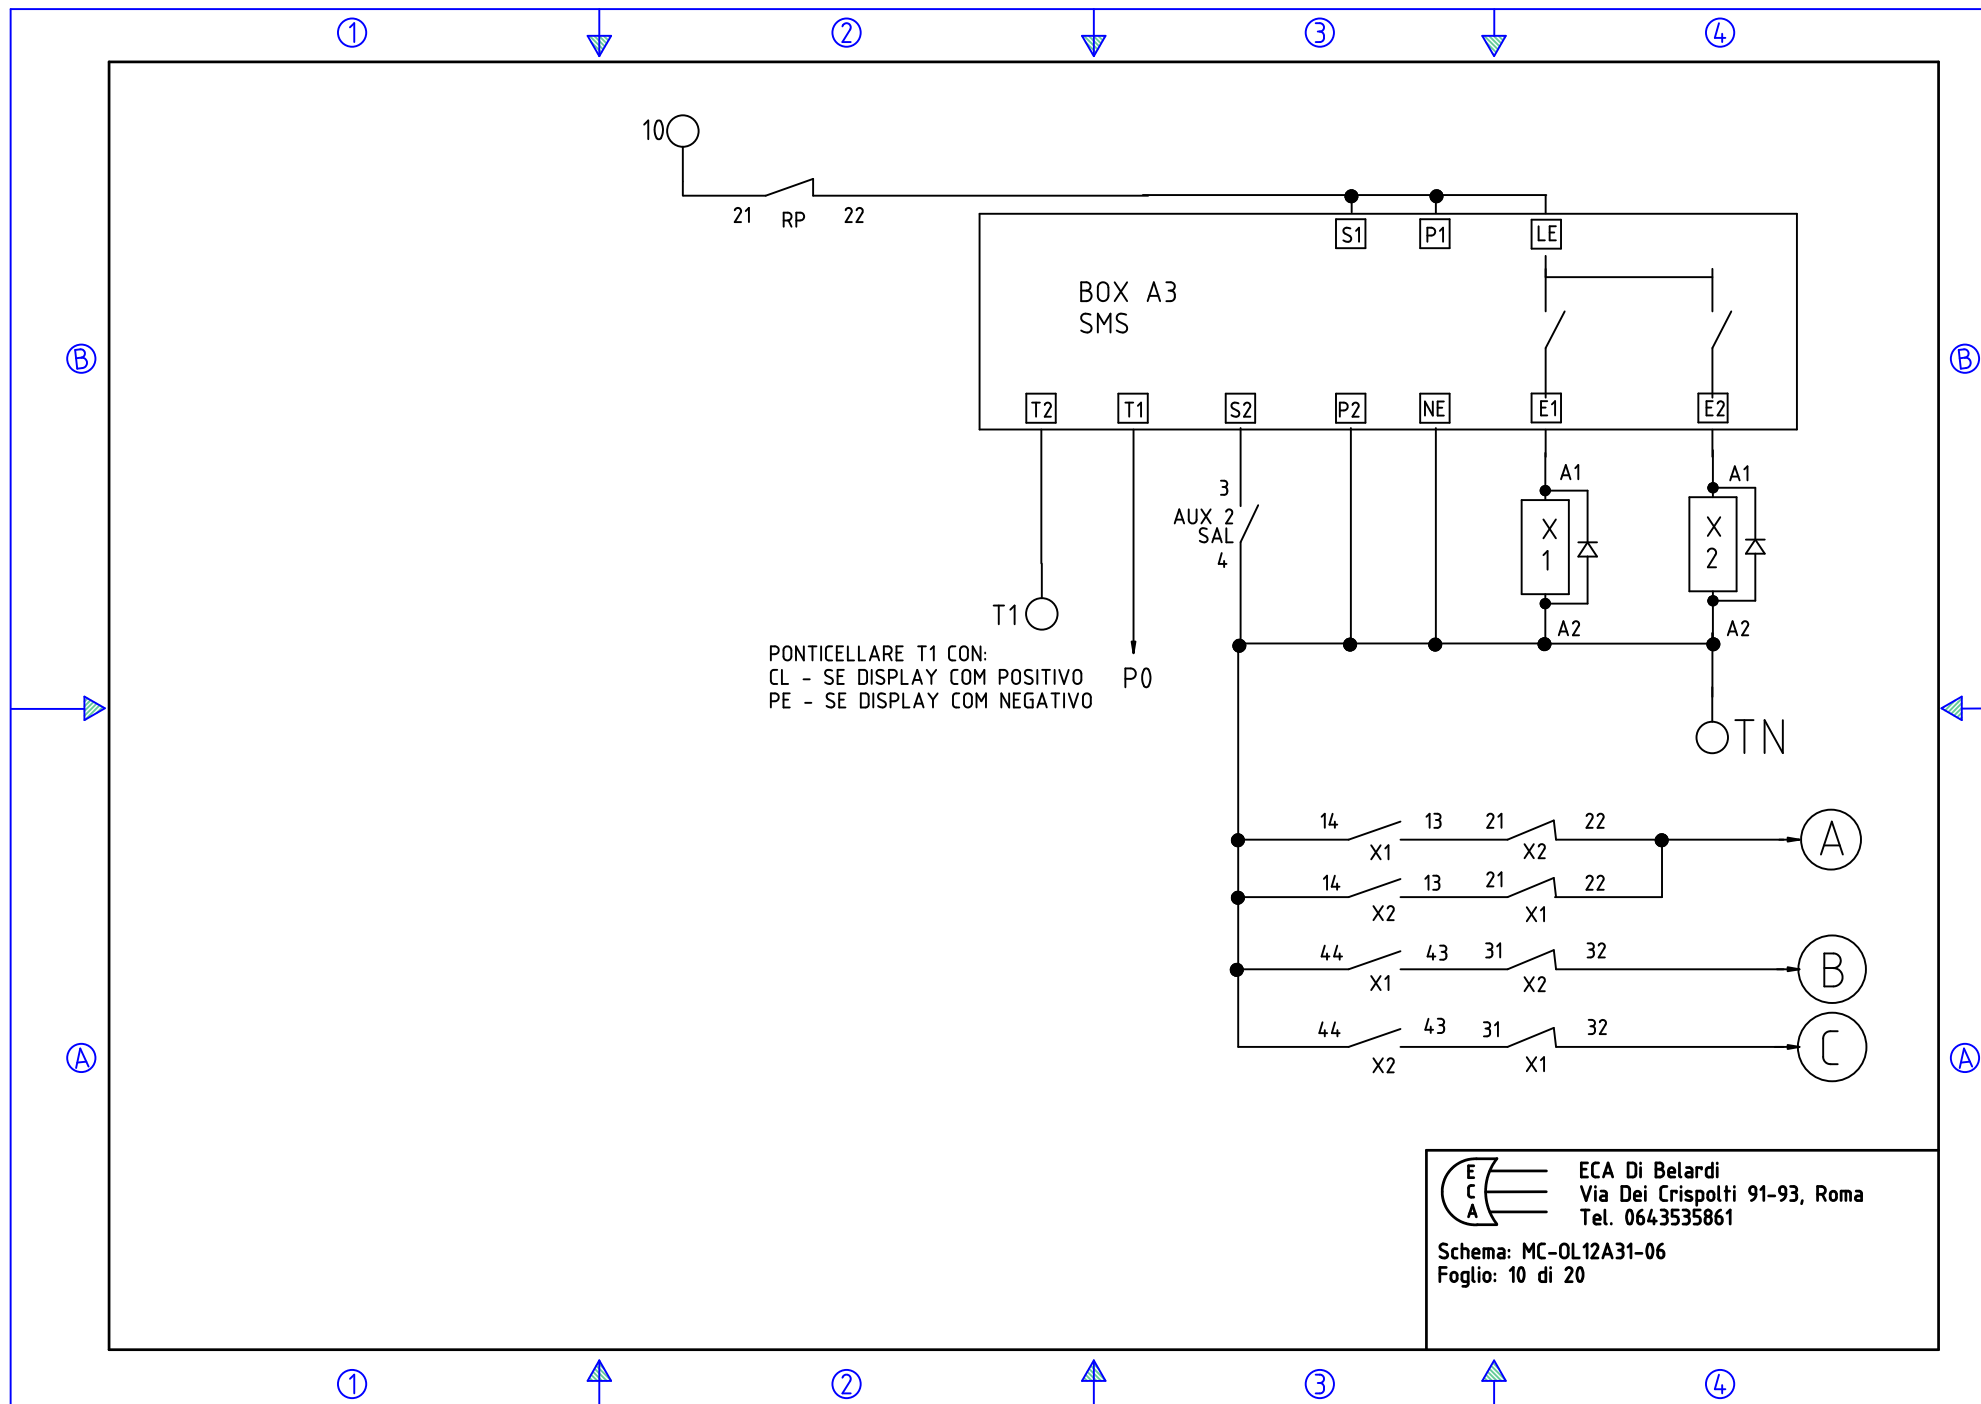 1 2 3 4
10
21 RP 22
S1 P1 LE
BOX A3
SMS
B B
T2 T1 S2 P2 NE E1 E2
A1 A1
3
AUX 2
SAL
4
X
1
X
2
T1
A2 A2
PONTICELLARE T1 CON:
CL - SE DISPLAY COM POSITIVO
PE - SE DISPLAY COM NEGATIVO
P0
TN
14 13 21 22
X1 X2
A
14 13 21 22
X2 X1
44 43 31 32
X1 X2
B
44 43 31 32
X2 X1
C
A A
E
C
A
ECA Di Belardi
Via Dei Crispolti 91-93, Roma
Tel. 0643535861
Schema: MC-OL12A31-06
Foglio: 10 di 20
1 2 3 4